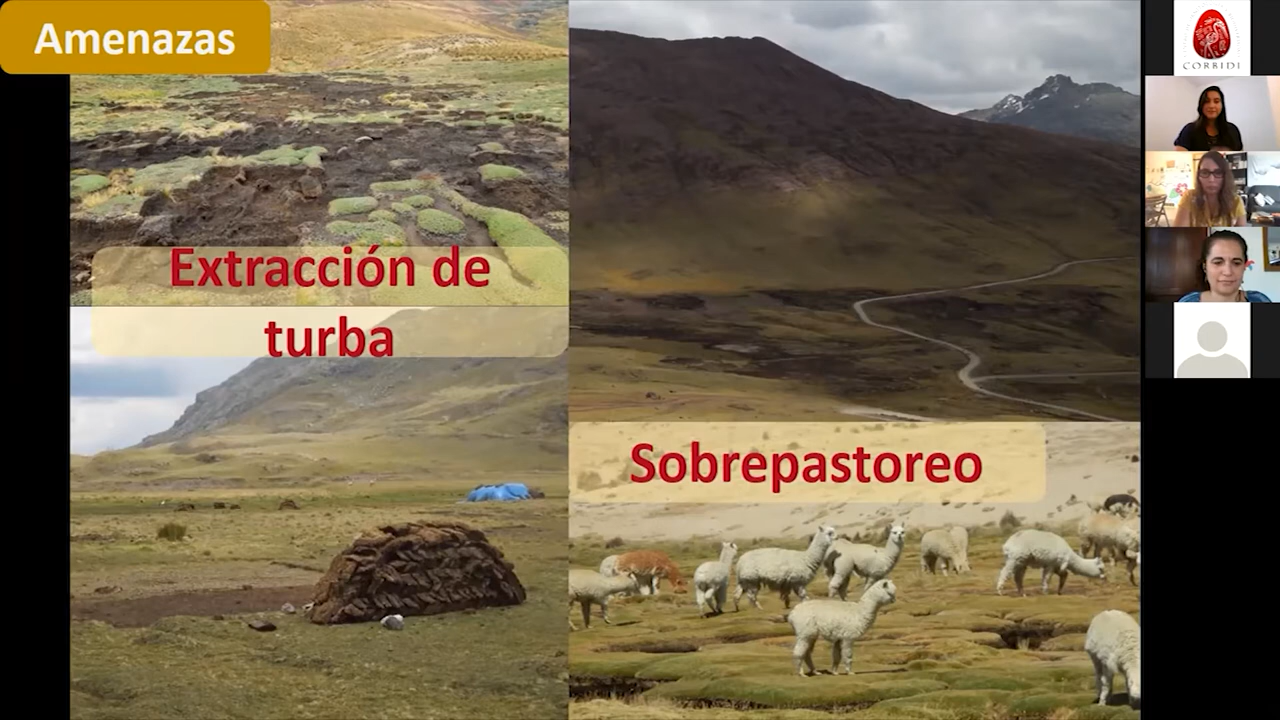 Amenazas
Extracción de
turba
Sobrepastoreo
CORBIDI